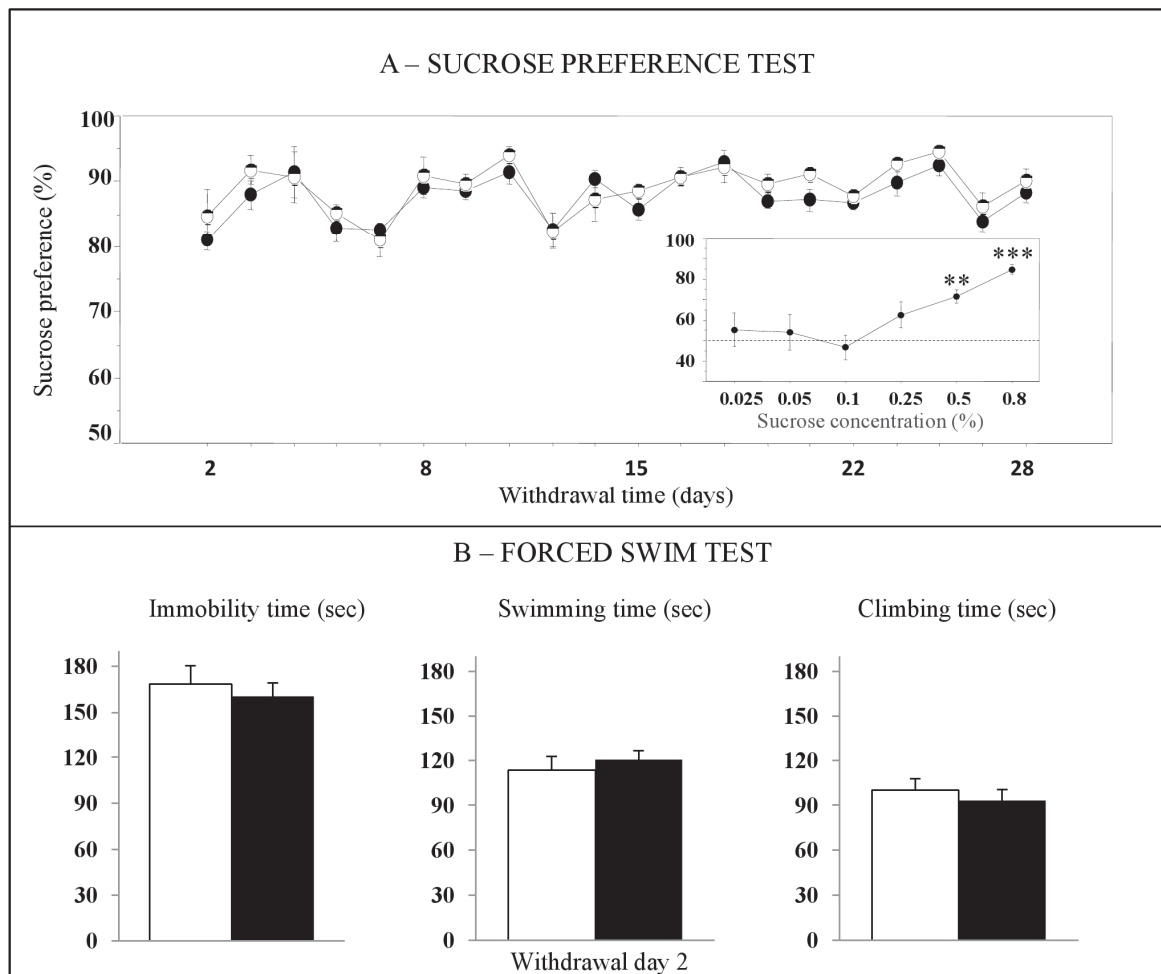 A – SUCROSE PREFERENCE TEST
Sucrose preference (%)
100
90
80
70
60
50
2 8 15 22 28
Withdrawal time (days)
100
80
60
40
** ***
0.025 0.05 0.1 0.25 0.5 0.8
Sucrose concentration (%)
B – FORCED SWIM TEST
Immobility time (sec)
180
150
120
90
60
30
0
Swimming time (sec)
180
150
120
90
60
30
0
Withdrawal day 2
Climbing time (sec)
180
150
120
90
60
30
0